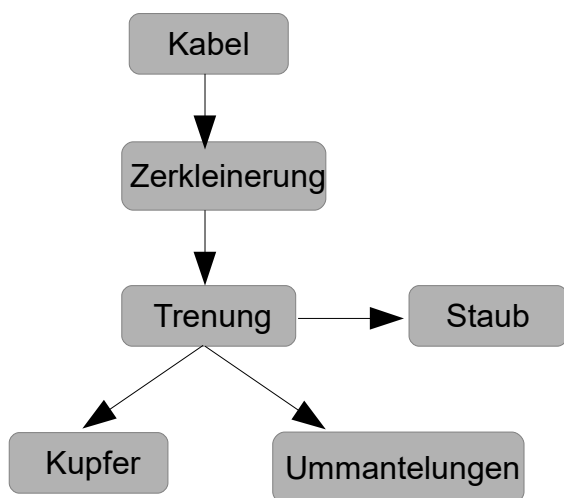 Kabel
Zerkleinerung
Trenung
Staub
Kupfer
Ummantelungen